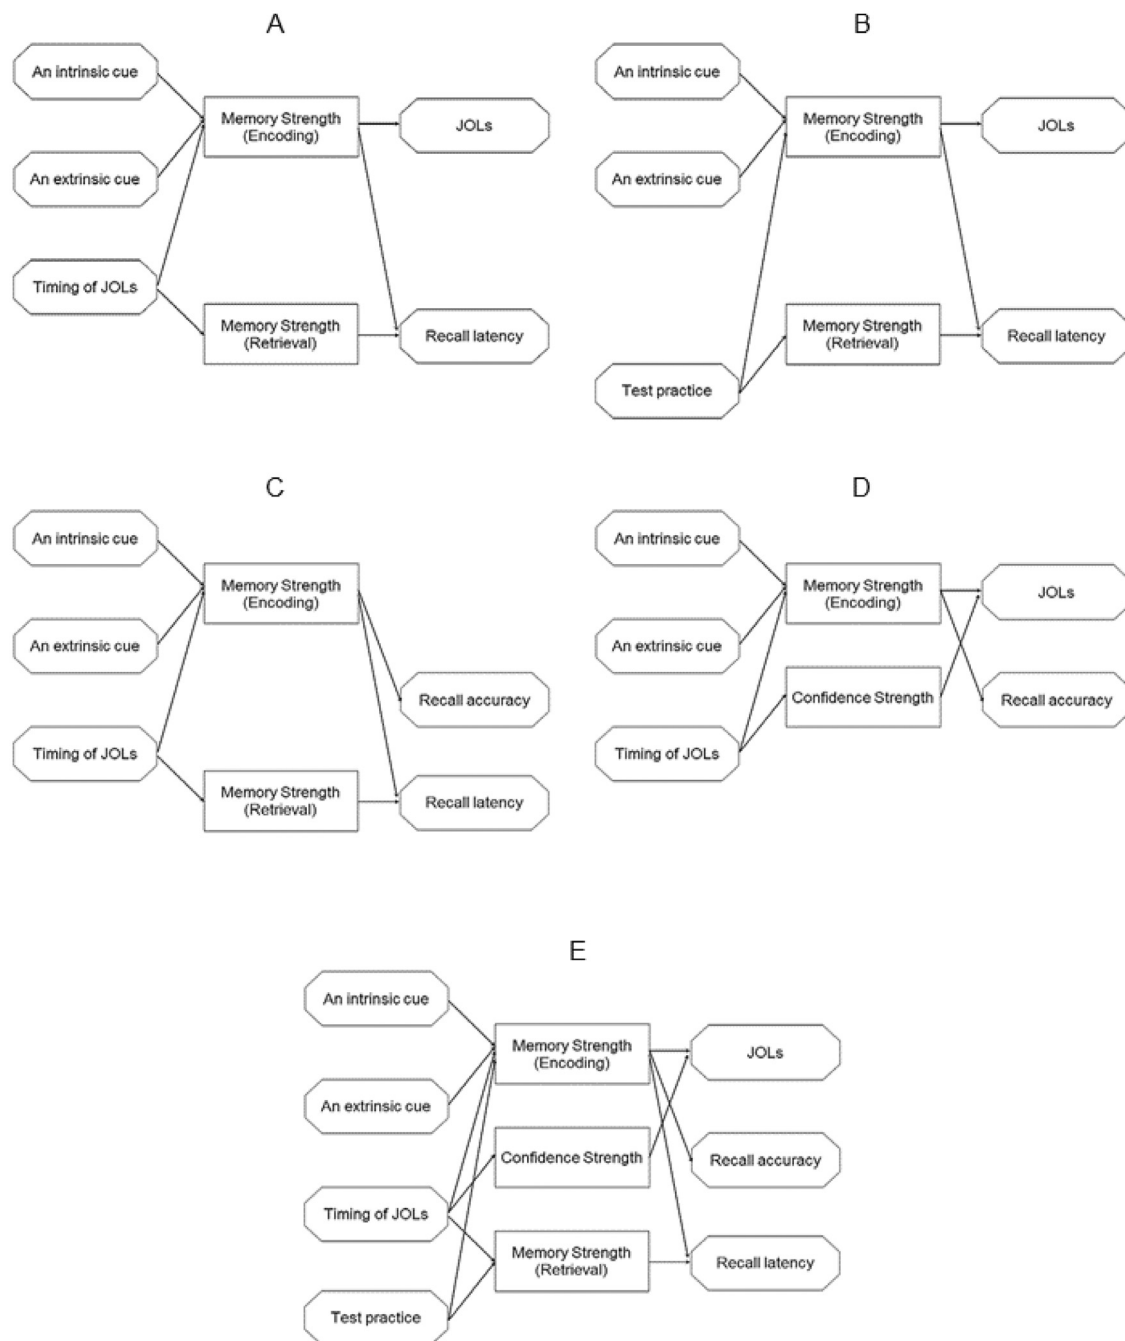 A
An intrinsic cue
An extrinsic cue
Timing of JOLs
Memory Strength
(Encoding)
Memory Strength
(Retrieval)
JOLs
Recall latency
B
An intrinsic cue
An extrinsic cue
Test practice
Memory Strength
(Encoding)
Memory Strength
(Retrieval)
JOLs
Recall latency
C
An intrinsic cue
An extrinsic cue
Timing of JOLs
Memory Strength
(Encoding)
Memory Strength
(Retrieval)
Recall accuracy
Recall latency
D
An intrinsic cue
An extrinsic cue
Timing of JOLs
Memory Strength
(Encoding)
Confidence Strength
JOLs
Recall accuracy
E
An intrinsic cue
An extrinsic cue
Timing of JOLs
Test practice
Memory Strength
(Encoding)
Confidence Strength
Memory Strength
(Retrieval)
JOLs
Recall accuracy
Recall latency